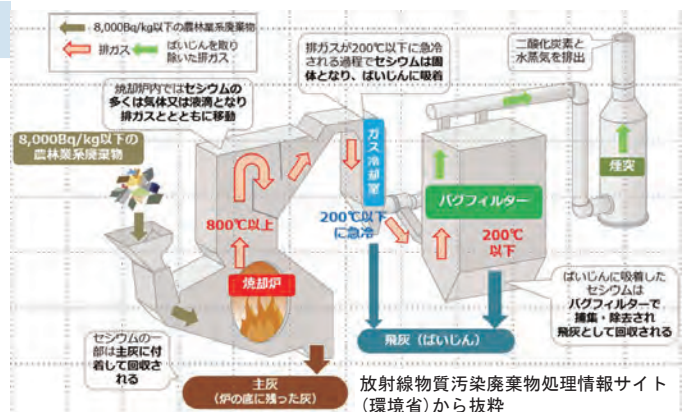 8,000Bq/kg以下の農林業系廃棄物
排ガス
ばいじんを取り
除いた排ガス
排ガスが200℃以下に急冷
される過程でセシウムは固
体となり、ばいじんに吸着
二酸化炭素と
水蒸気を排出
焼却炉内ではセシウムの
多くは気体又は液滴となり
排ガスととともに移動
8,000Bq/kg以下の
農林業系廃棄物
ガス冷却室
煙突
バグフィルター
800℃以上
200℃以下
に急冷
200℃
以下
焼却炉
ばいじんに吸着した
セシウムは
バグフィルターで
捕集・除去され
飛灰として回収される
セシウムの一
部は主灰に付
着して回収さ
れる
飛灰（ばいじん）
主灰
（炉の底に残った灰）
放射線物質汚染廃棄物処理情報サイト
（環境省）から抜粋